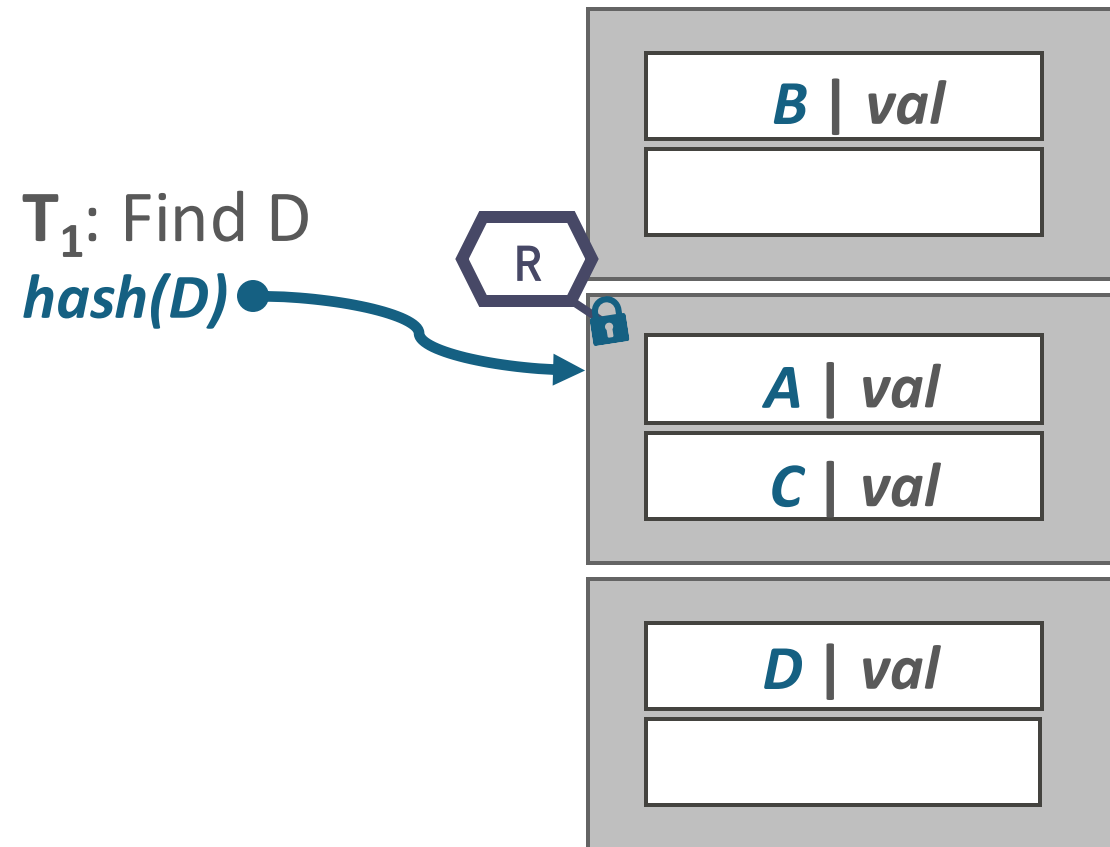 B | val
T1: Find D
R
hash(D)
A | val
C | val
D | val